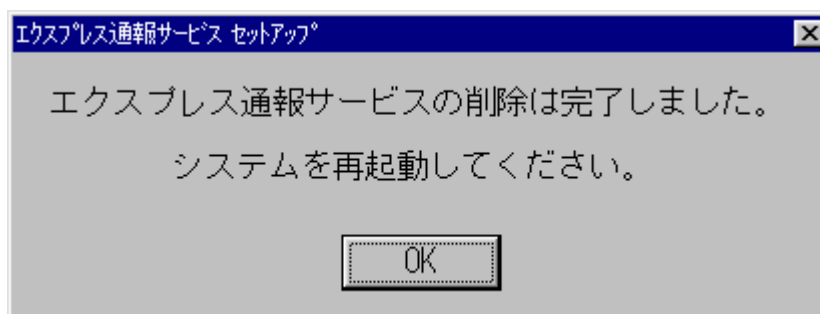 ｴｸｽﾌﾟﾚｽ通報ｻｰﾋﾞｽ ｾｯﾄｱｯﾌﾟ
エクスプレス通報サービスの削除は完了しました。
システムを再起動してください。
OK